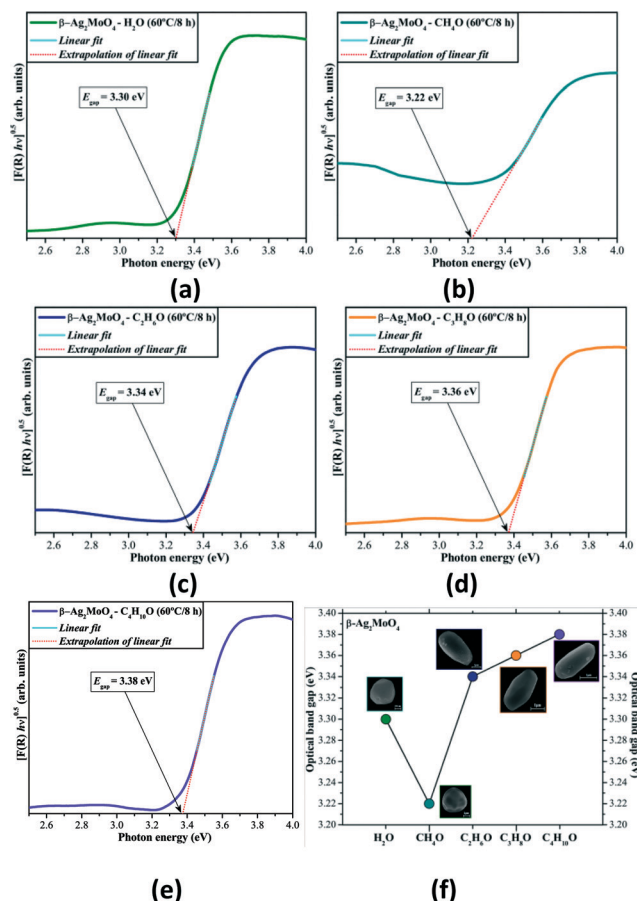 β−Ag₂MoO₄ - H₂O (60ºC/8 h)
Linear fit
Extrapolation of linear fit
E_gap = 3.30 eV
[F(R) hν]^0.5 (arb. units)
2.6 2.8 3.0 3.2 3.4 3.6 3.8 4.0
Photon energy (eV)
(a)
β−Ag₂MoO₄ - CH₄O (60ºC/8 h)
Linear fit
Extrapolation of linear fit
E_gap = 3.22 eV
[F(R) hν]^0.5 (arb. units)
2.6 2.8 3.0 3.2 3.4 3.6 3.8 4.0
Photon energy (eV)
(b)
β−Ag₂MoO₄ - C₂H₆O (60ºC/8 h)
Linear fit
Extrapolation of linear fit
E_gap = 3.34 eV
[F(R) hν]^0.5 (arb. units)
2.6 2.8 3.0 3.2 3.4 3.6 3.8 4.0
Photon energy (eV)
(c)
β−Ag₂MoO₄ - C₃H₈O (60ºC/8 h)
Linear fit
Extrapolation of linear fit
E_gap = 3.36 eV
[F(R) hν]^0.5 (arb. units)
2.6 2.8 3.0 3.2 3.4 3.6 3.8 4.0
Photon energy (eV)
(d)
β−Ag₂MoO₄ - C₄H₁₀O (60ºC/8 h)
Linear fit
Extrapolation of linear fit
E_gap = 3.38 eV
[F(R) hν]^0.5 (arb. units)
2.6 2.8 3.0 3.2 3.4 3.6 3.8 4.0
Photon energy (eV)
(e)
β−Ag₂MoO₄
Optical band gap (eV)
3.40 3.40
3.38 3.38
3.36 3.36
3.34 3.34
3.32 3.32
3.30 3.30
3.28 3.28
3.26 3.26
3.24 3.24
3.22 3.22
3.20 3.20
Optical band gap (eV)
H₂O CH₄O C₂H₆O C₃H₈O C₄H₁₀O
(f)